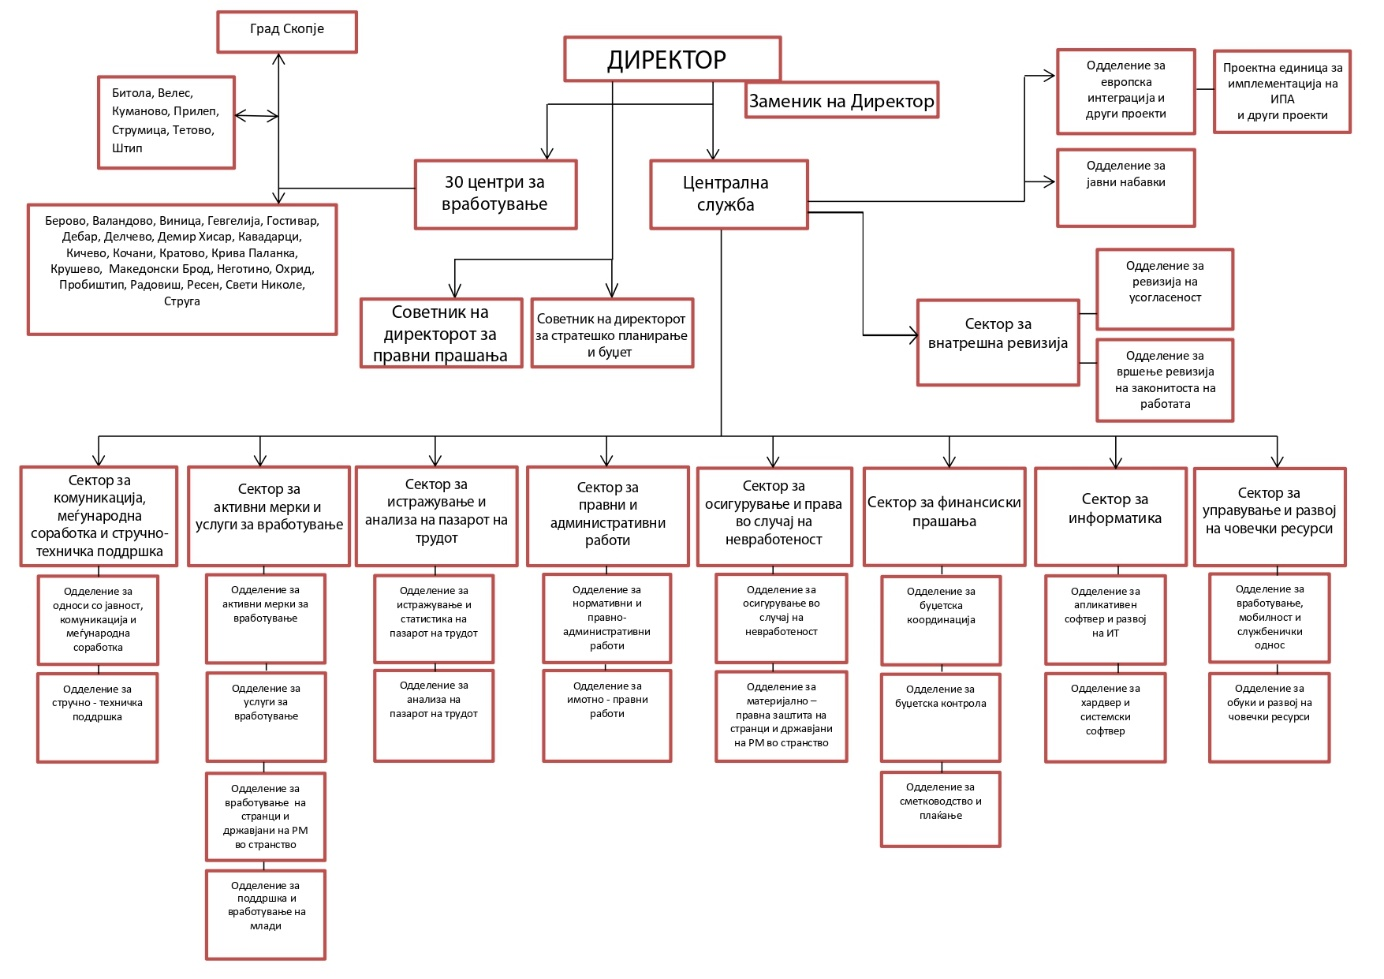 Град Скопје
ДИРЕКТОР
Заменик на Директор
Битола, Велес,
Куманово, Прилеп,
Струмица, Тетово,
Штип
Одделение за
европска
интеграција и
други проекти
Проектна единица за
имплементација на
ИПА
и други проекти
30 центри за
вработување
Централна
служба
Одделение за
јавни набавки
Берово, Валандово, Виница, Гевгелија, Гостивар,
Дебар, Делчево, Демир Хисар, Кавадарци,
Кичево, Кочани, Кратово, Крива Паланка,
Крушево, Македонски Брод, Неготино, Охрид,
Пробиштип, Радовиш, Ресен, Свети Николе,
Струга
Советник на
директорот за
правни прашања
Советник на директорот
за стратешко планирање
и буџет
Сектор за
внатрешна ревизија
Одделение за
ревизија на
усогласеност
Одделение за
вршење ревизија
на законитоста на
работата
Сектор за
комуникација,
меѓународна
соработка и стручно-
техничка поддршка
Сектор за
активни мерки и
услуги за вработување
Сектор за
истражување и
анализа на пазарот на
трудот
Сектор за
правни и
административни
работи
Сектор за
осигурување и права
во случај на
невработеност
Сектор за финансиски
прашања
Сектор за
информатика
Сектор за
управување и развој
на човечки ресурси
Одделение за
односи со јавност,
комуникација и
меѓународна
соработка
Одделение за
активни мерки за
вработување
Одделение за
истражување и
статистика на
пазарот на трудот
Одделение за
нормативни и
правно-
административни
работи
Одделение за
осигурување во
случај на
невработеност
Одделение за
буџетска
координација
Одделение за
апликативен
софтвер и развој
на ИТ
Одделение за
вработување,
мобилност и
службенички
однос
Одделение за
стручно - техничка
поддршка
Одделение за
услуги за
вработување
Одделение за
анализа на
пазарот на трудот
Одделение за
имотно - правни
работи
Одделение за
материјално –
правна заштита на
странци и државјани
на РМ во странство
Одделение за
буџетска контрола
Одделение за
хардвер и
системски
софтвер
Одделение за
обуки и развој на
човечки ресурси
Одделение за
вработување на
странци и
државјани на РМ
во странство
Одделение за
сметководство и
плаќање
Одделение за
поддршка и
вработување на
млади